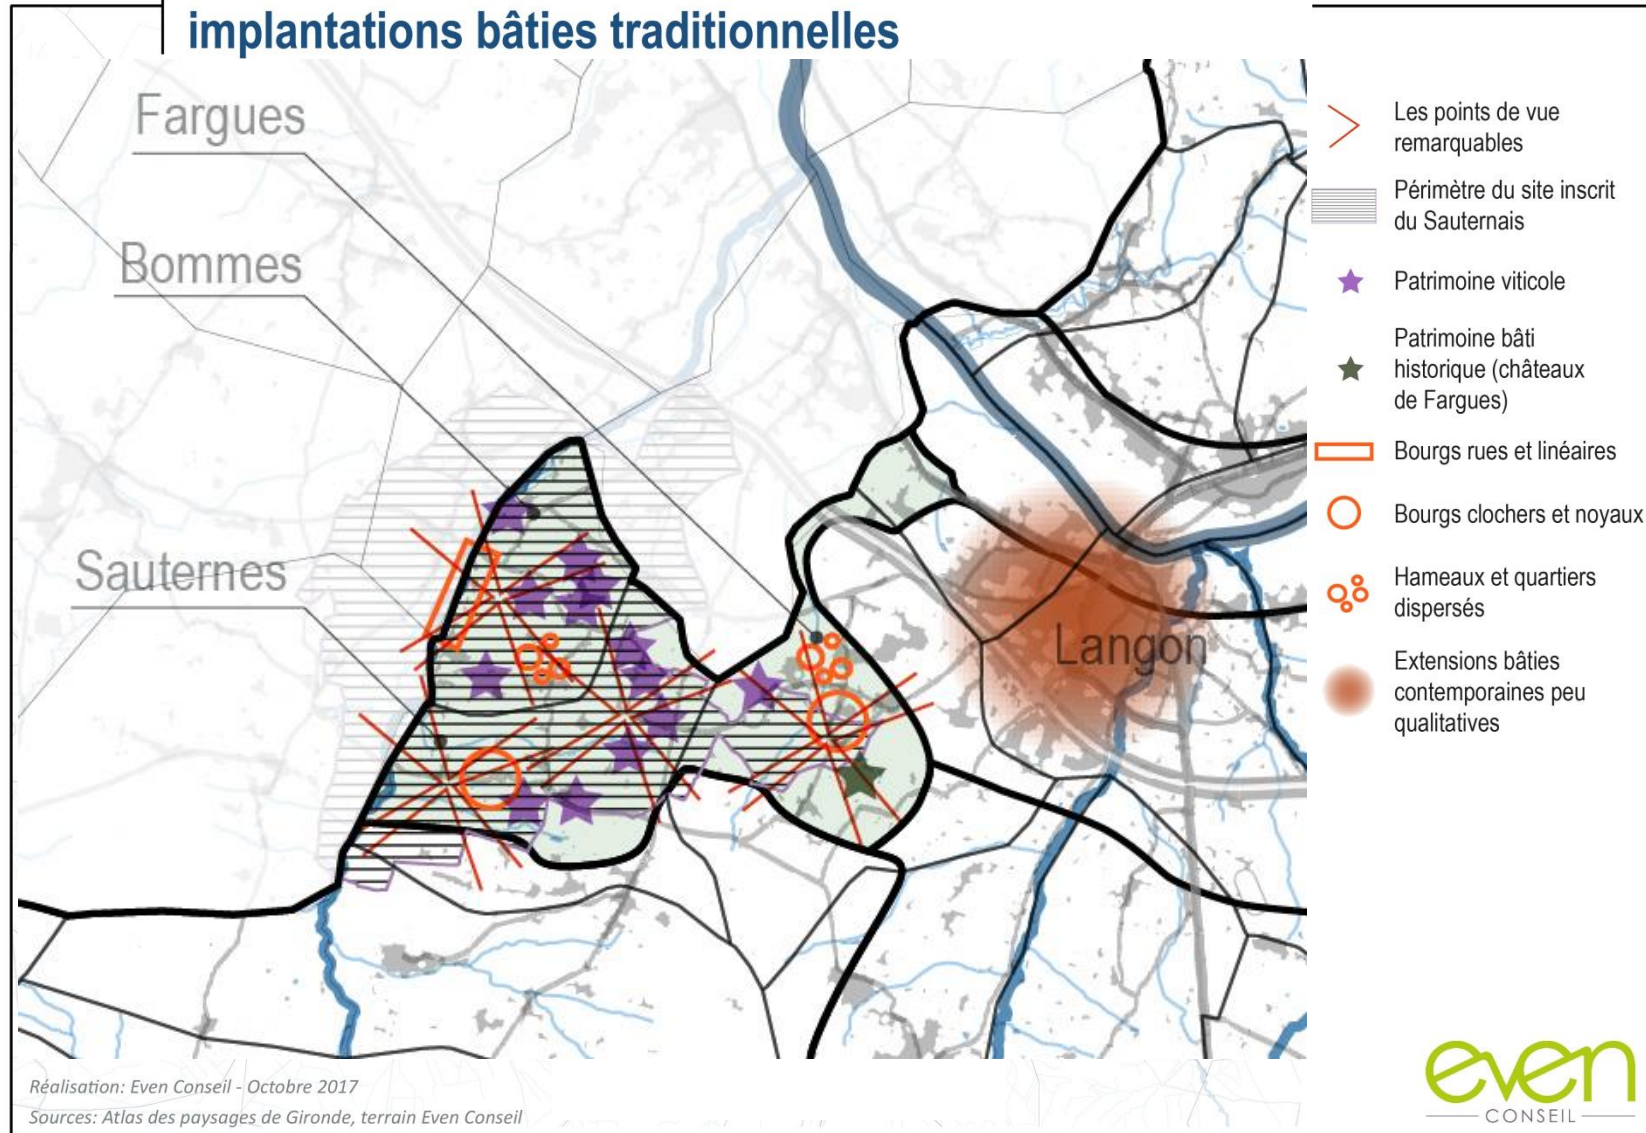 implantations bâties traditionnelles
Fargues
Bommes
Sauternes
Langon
Les points de vue
remarquables
Périmètre du site inscrit
du Sauternais
Patrimoine viticole
Patrimoine bâti
historique (châteaux
de Fargues)
Bourgs rues et linéaires
Bourgs clochers et noyaux
Hameaux et quartiers
dispersés
Extensions bâties
contemporaines peu
qualitatives
Réalisation: Even Conseil - Octobre 2017
Sources: Atlas des paysages de Gironde, terrain Even Conseil
even
CONSEIL